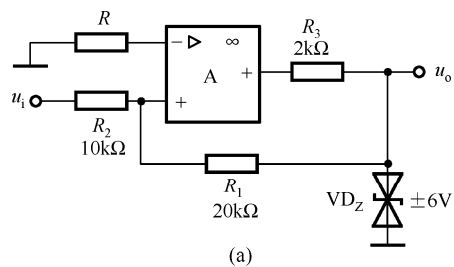 R
R₃
2kΩ
− ▷ ∞
A
+
uₒ
uᵢ
+
R₂
10kΩ
R₁
20kΩ
VD_Z
±6V
(a)